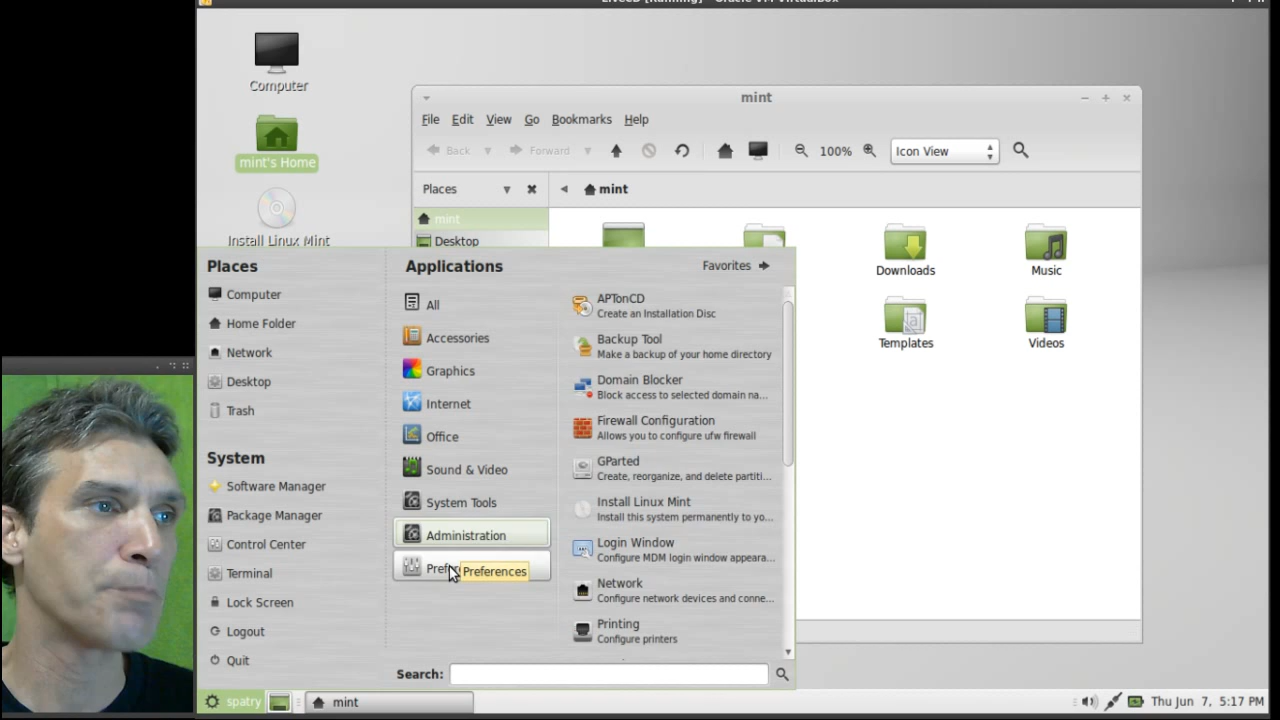 LiveCD [Running] - Oracle VM VirtualBox
Computer
mint's Home
Install Linux Mint
mint
File Edit View Go Bookmarks Help
Back Forward 100% Icon View
Places mint
mint
Desktop
Downloads
Music
Templates
Videos
Places
Computer
Home Folder
Network
Desktop
Trash
System
Software Manager
Package Manager
Control Center
Terminal
Lock Screen
Logout
Quit
Applications
Favorites
All
Accessories
Graphics
Internet
Office
Sound & Video
System Tools
Administration
Preferences
APTonCD
Create an Installation Disc
Backup Tool
Make a backup of your home directory
Domain Blocker
Block access to selected domain na...
Firewall Configuration
Allows you to configure ufw firewall
GParted
Create, reorganize, and delete partiti...
Install Linux Mint
Install this system permanently to yo...
Login Window
Configure MDM login window appeara...
Network
Configure network devices and conne...
Printing
Configure printers
Search:
spatry
mint
Thu Jun 7, 5:17 PM